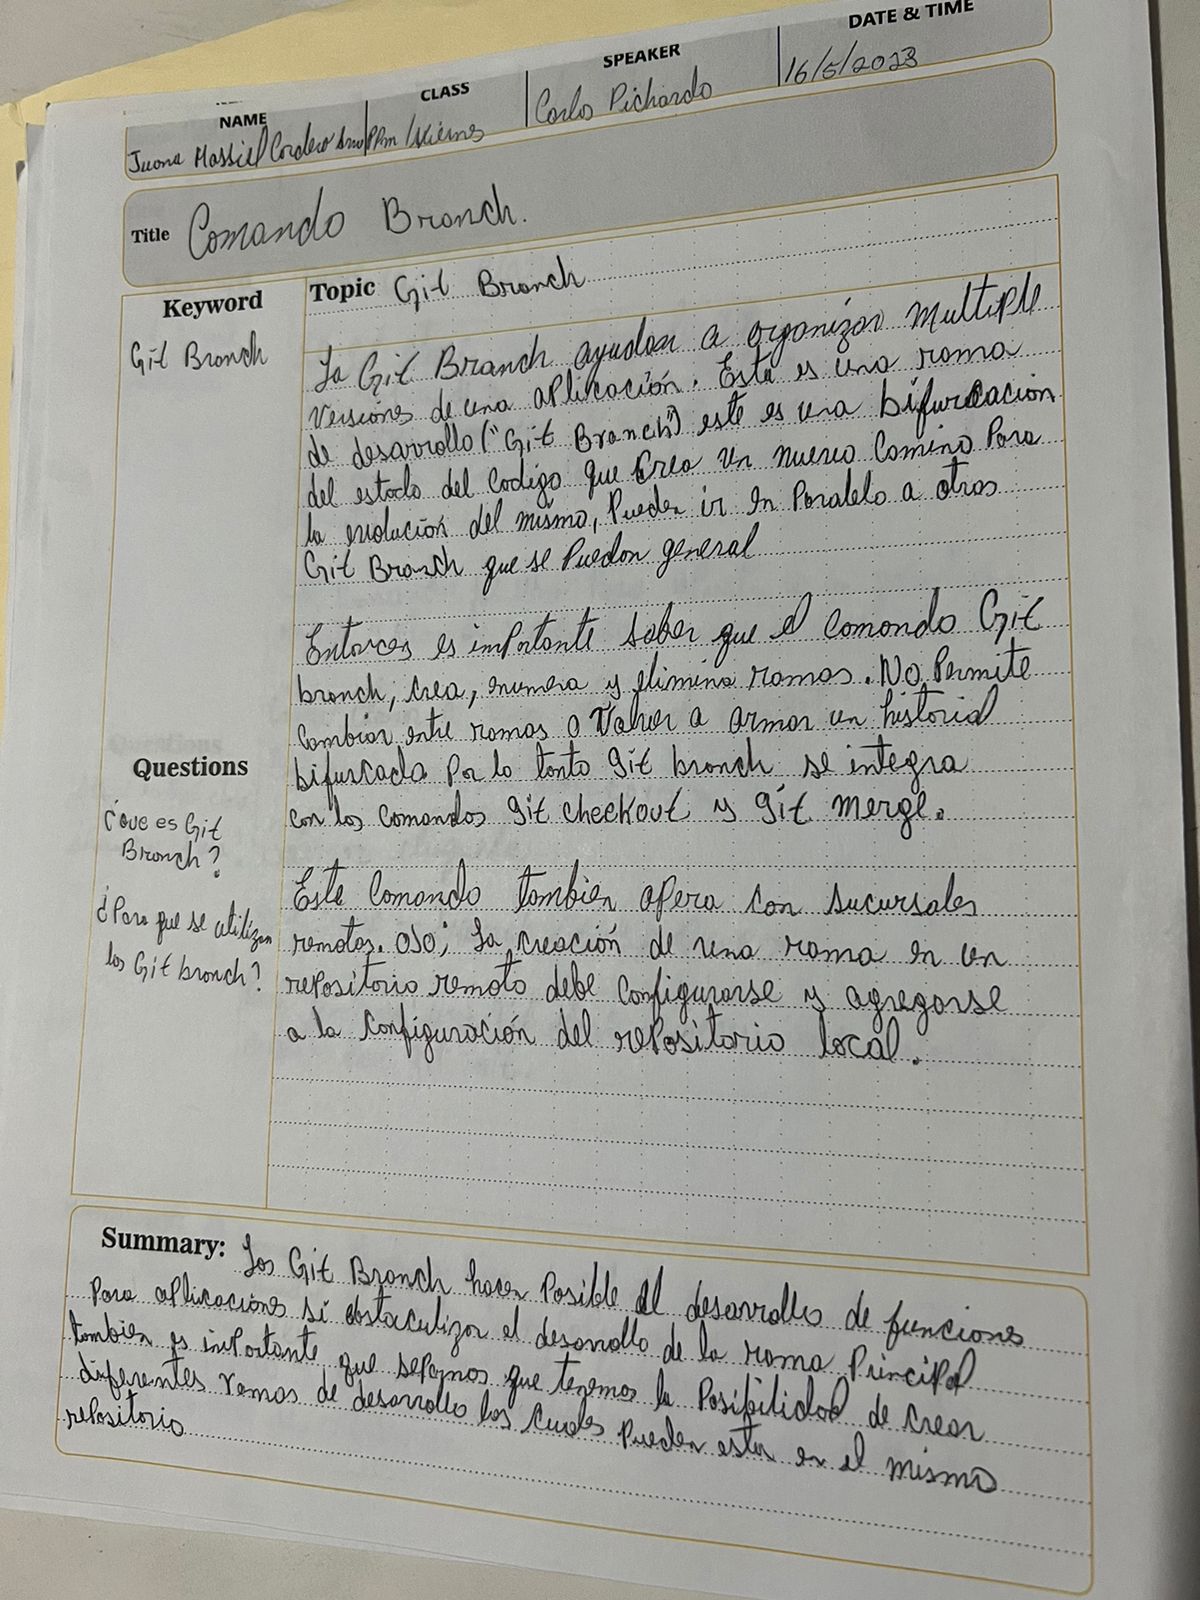 NAME CLASS SPEAKER DATE & TIME
Juana Massiel Cordero PPm /Viernes Carlo Pichardo 16/5/2023
Title Comando Branch.
Keyword
Git Branch
Topic Git Branch
La Git Branch ayudan a organizar multiple
versiones de una aplicación. Esta es una rama
de desarrollo ("Git Branch") este es una bifurcación
del estado del codigo que crea un nuevo camino Para
la evolución del mismo, Pueden ir en Paralelo a otras
Git Branch que se Puedan general
Entonces es importante saber que el comando Git
branch, crea, enumera y elimina ramas. No Permite
cambiar entre ramas o volver a armar un historial
bifurcada Por lo tanto git branch se integra
con los comandos git checkout y git merge.
Este Comando tambien opera con sucursales
remotas. oso; la creación de una rama en un
repositorio remoto debe configurarse y agregarse
a la configuración del repositorio local.
Questions
¿Que es Git
Branch?
¿Para que se utilizan
los Git branch?
Summary: Los Git Branch hacen Posible el desarrollo de funciones
Para aplicaciones si obstaculizar el desarrollo de la rama Principal
tambien es importante que sepamos que tenemos la Posibilidad de crear
diferentes ramas de desarrollo las cuales Pueden estar en el mismo
repositorio